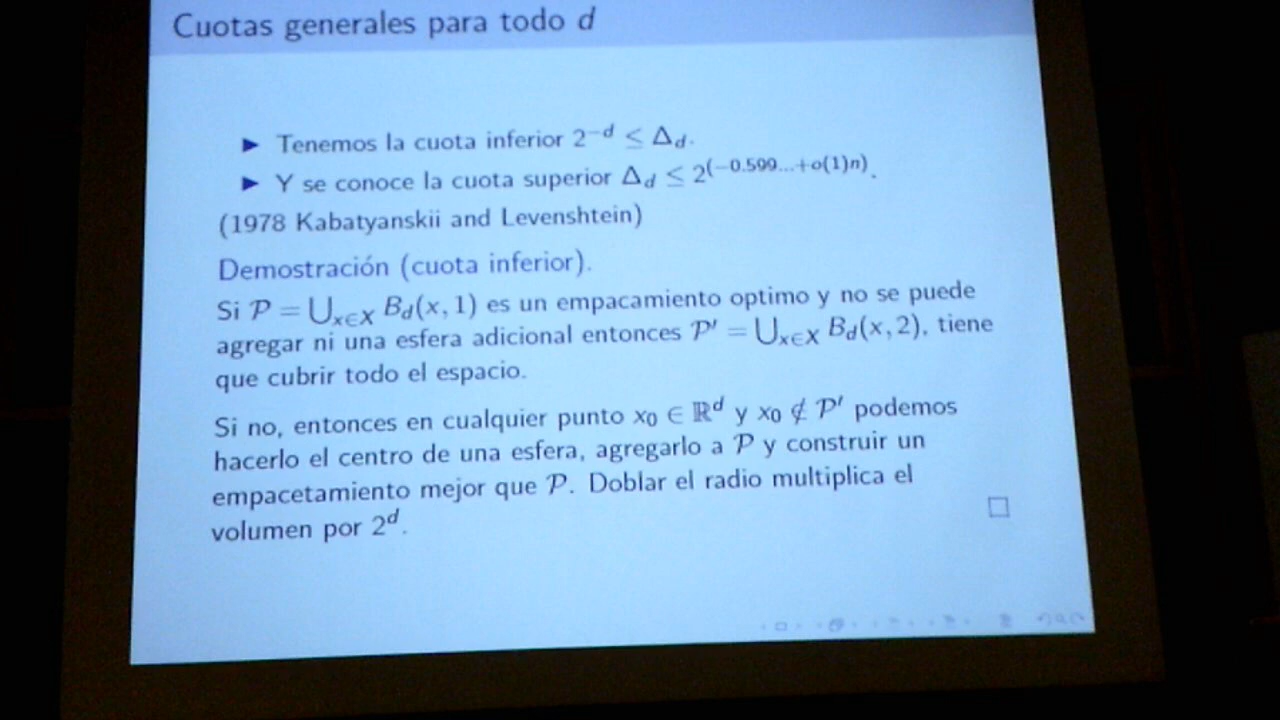 Cuotas generales para todo d
▶ Tenemos la cuota inferior 2^{-d} ≤ Δ_d.
▶ Y se conoce la cuota superior Δ_d ≤ 2^{(-0.599...+o(1)n)}.
(1978 Kabatyanskii and Levenshtein)
Demostración (cuota inferior).
Si P = ⋃_{x∈X} B_d(x, 1) es un empacamiento optimo y no se puede
agregar ni una esfera adicional entonces P′ = ⋃_{x∈X} B_d(x, 2), tiene
que cubrir todo el espacio.
Si no, entonces en cualquier punto x_0 ∈ ℝ^d y x_0 ∉ P′ podemos
hacerlo el centro de una esfera, agregarlo a P y construir un
empacetamiento mejor que P. Doblar el radio multiplica el
volumen por 2^d.
□